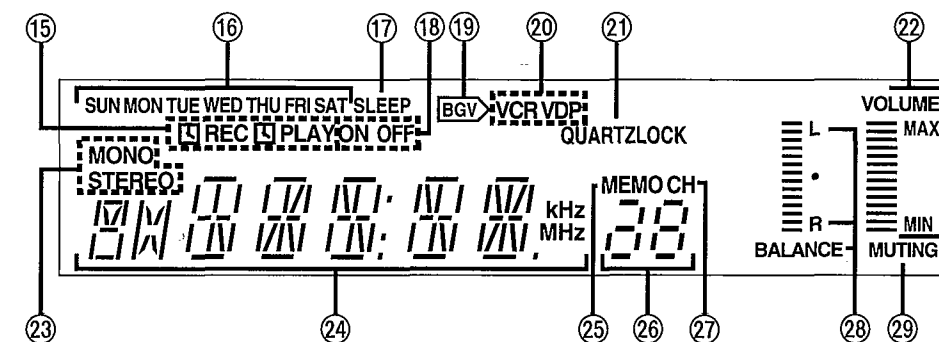 ⑮ ⑯ ⑰ ⑱ ⑲ ⑳ ㉑ ㉒
SUN MON TUE WED THU FRI SAT SLEEP BGV VCR VDP VOLUME
REC PLAY ON OFF QUARTZLOCK L MAX
MONO
STEREO MEMO CH
kHz
MHz R MIN
BALANCE MUTING
㉓ ㉔ ㉕ ㉖ ㉗ ㉘ ㉙